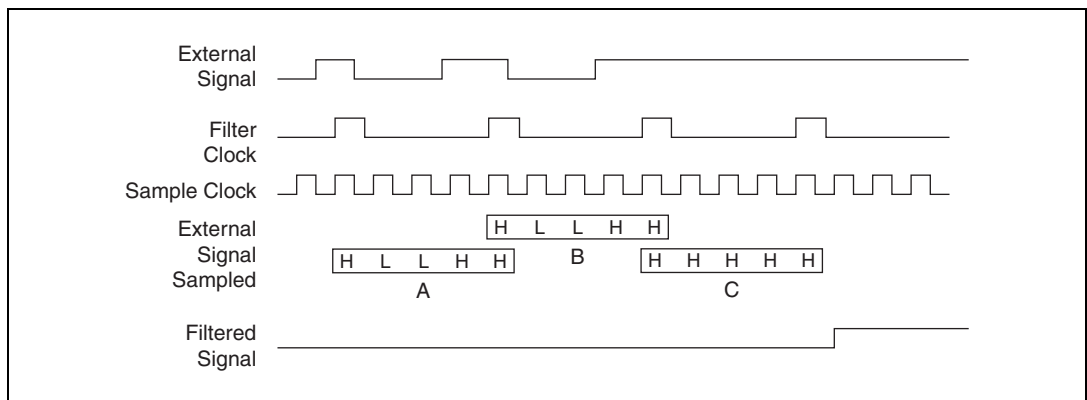 External
Signal
Filter
Clock
Sample Clock
External
Signal
Sampled
H L L H H
B
H L L H H
A
H H H H H
C
Filtered
Signal